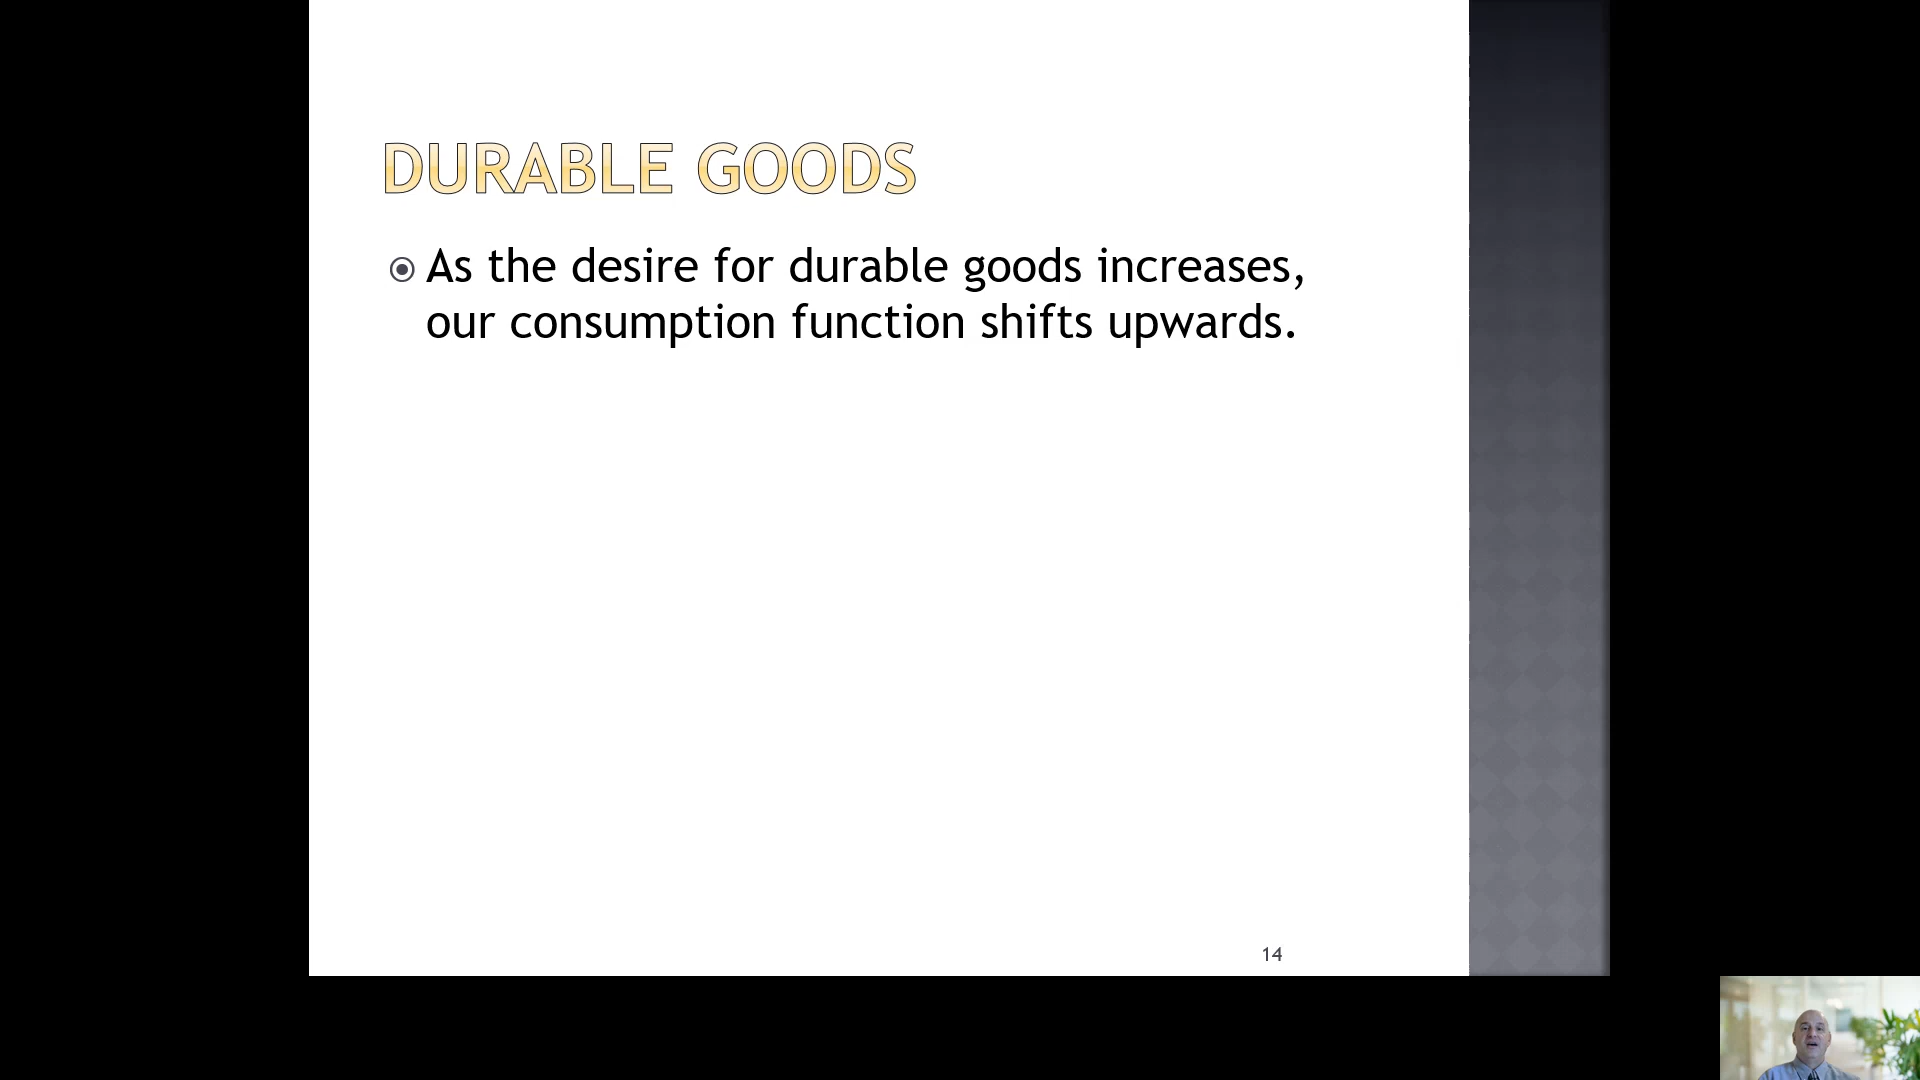 DURABLE GOODS
As the desire for durable goods increases,
our consumption function shifts upwards.
14